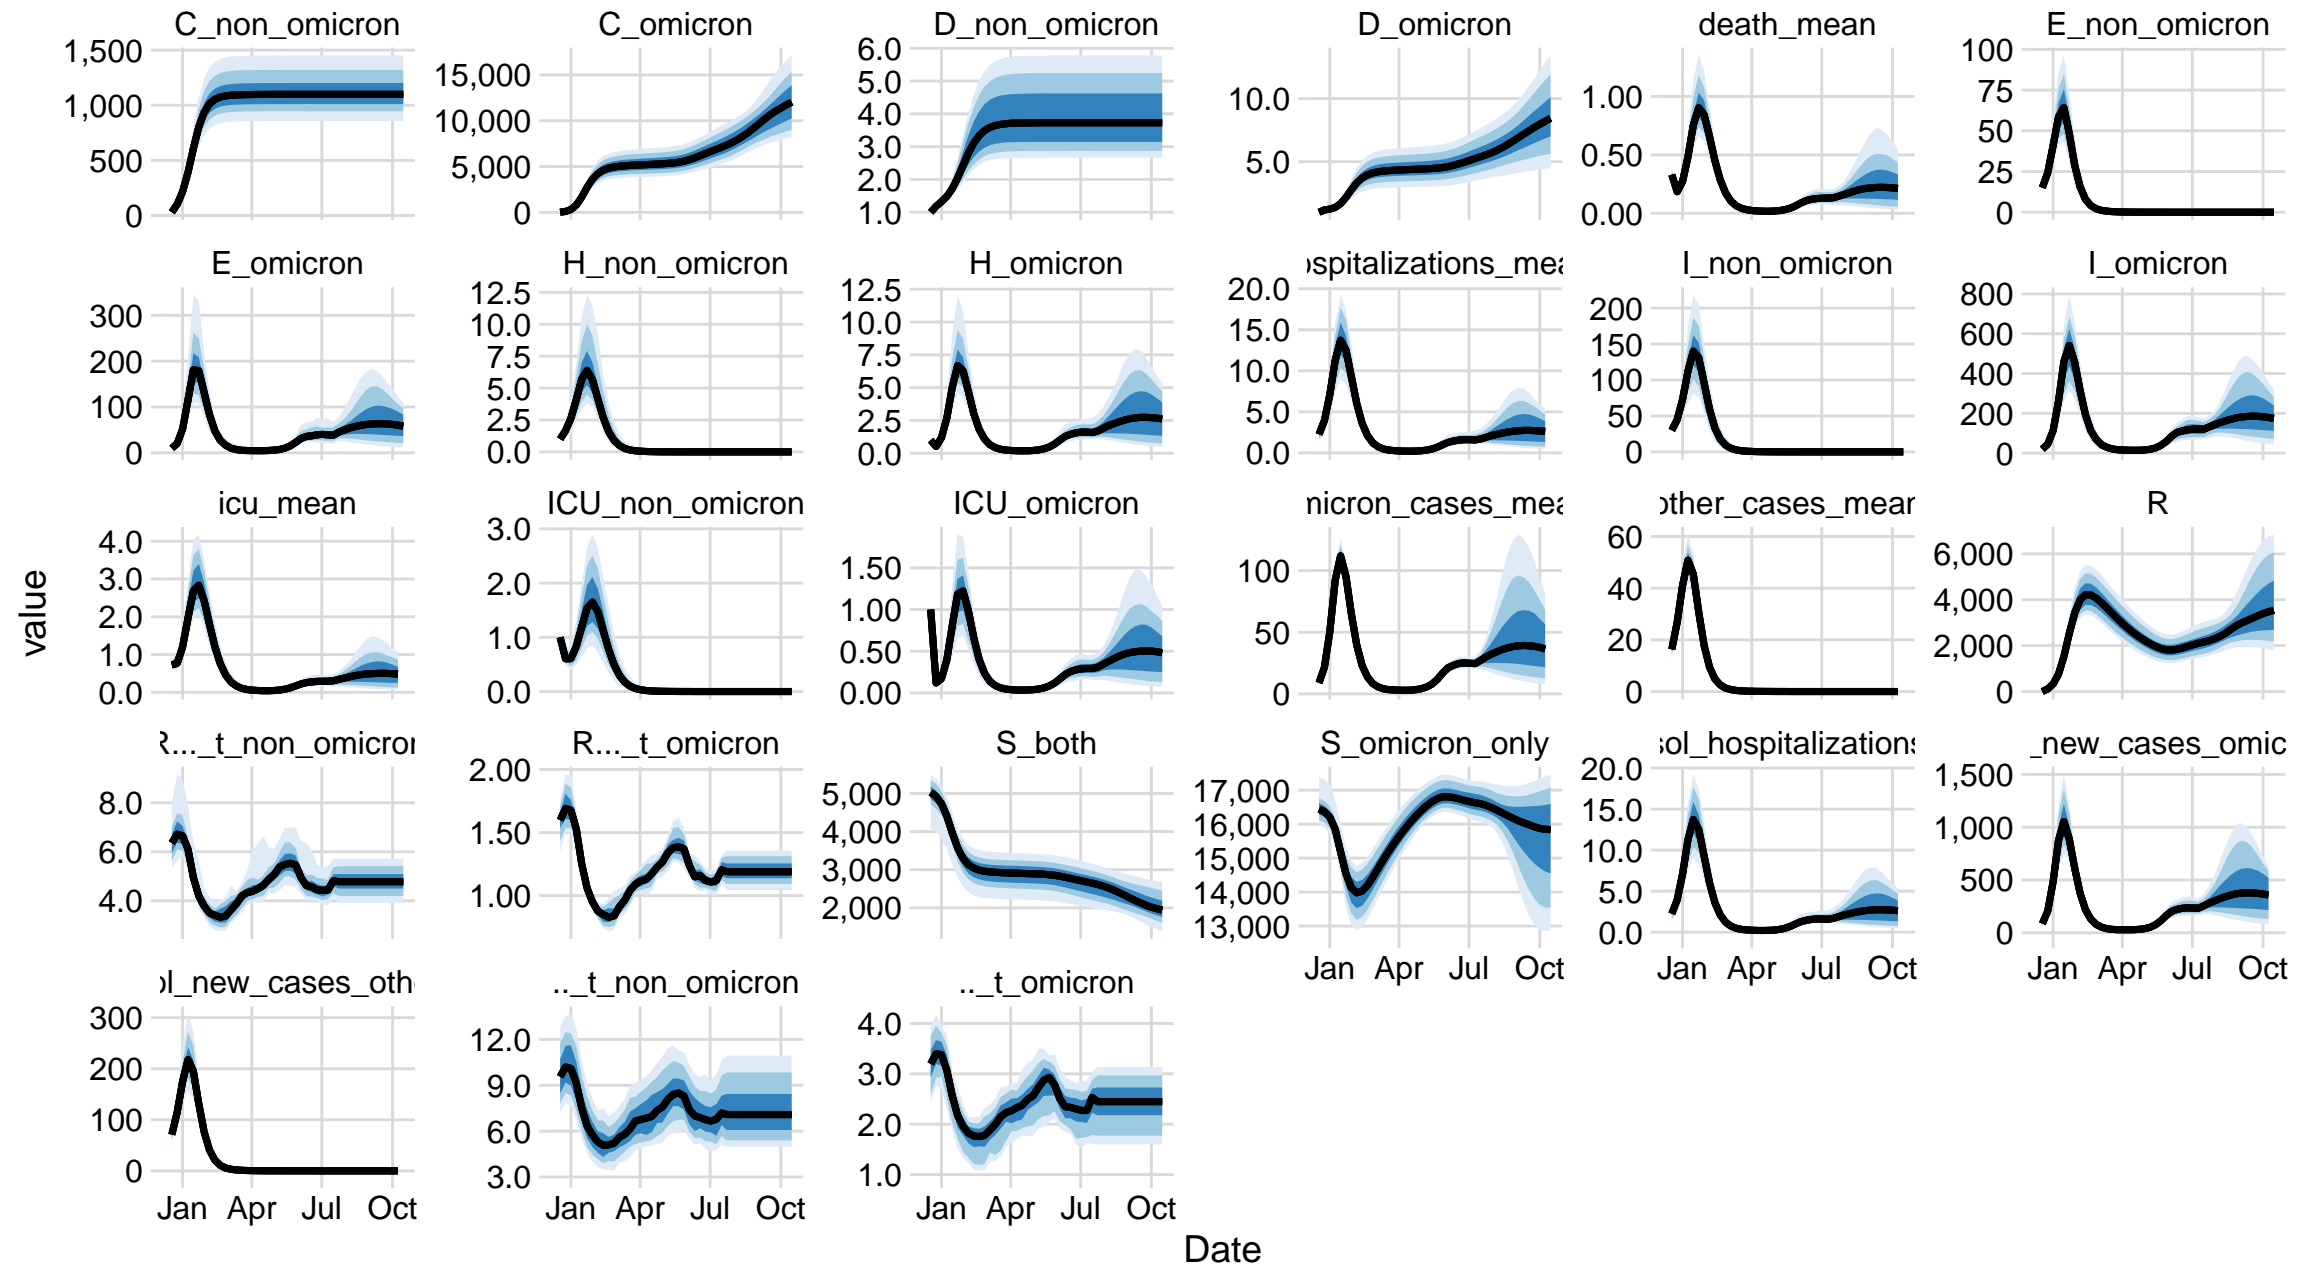 C_non_omicron C_omicron D_non_omicron D_omicron death_mean E_non_omicron
1,500 1,000 500 0
15,000 10,000 5,000 0
6.0 5.0 4.0 3.0 2.0 1.0
10.0 5.0
1.00 0.50 0.00
100 75 50 25 0
E_omicron H_non_omicron H_omicron ospitalizations_mea I_non_omicron I_omicron
300 200 100 0
12.5 10.0 7.5 5.0 2.5 0.0
12.5 10.0 7.5 5.0 2.5 0.0
20.0 15.0 10.0 5.0 0.0
200 150 100 50 0
800 600 400 200 0
icu_mean ICU_non_omicron ICU_omicron micron_cases_mea other_cases_mean R
4.0 3.0 2.0 1.0 0.0
3.0 2.0 1.0 0.0
1.50 1.00 0.50 0.00
100 50 0
60 40 20 0
6,000 4,000 2,000 0
value
R..._t_non_omicron R..._t_omicron S_both S_omicron_only sol_hospitalizations _new_cases_omic
8.0 6.0 4.0
2.00 1.50 1.00
5,000 4,000 3,000 2,000
17,000 16,000 15,000 14,000 13,000
20.0 15.0 10.0 5.0 0.0
1,500 1,000 500 0
Jan Apr Jul Oct
Jan Apr Jul Oct
Jan Apr Jul Oct
ol_new_cases_oth .._t_non_omicron .._t_omicron
300 200 100 0
12.0 9.0 6.0 3.0
4.0 3.0 2.0 1.0
Jan Apr Jul Oct
Jan Apr Jul Oct
Jan Apr Jul Oct
Date